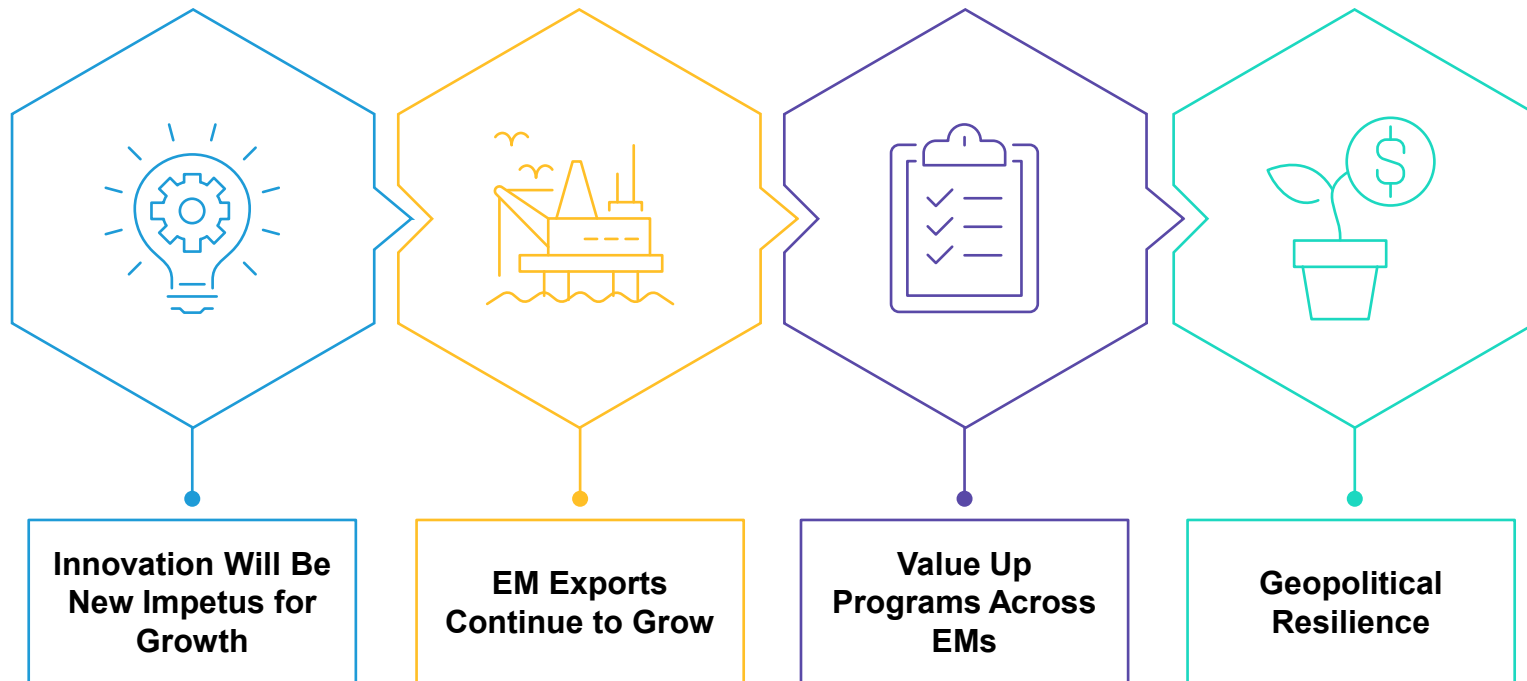 Innovation Will Be
New Impetus for
Growth
EM Exports
Continue to Grow
Value Up
Programs Across
EMs
Geopolitical
Resilience
$